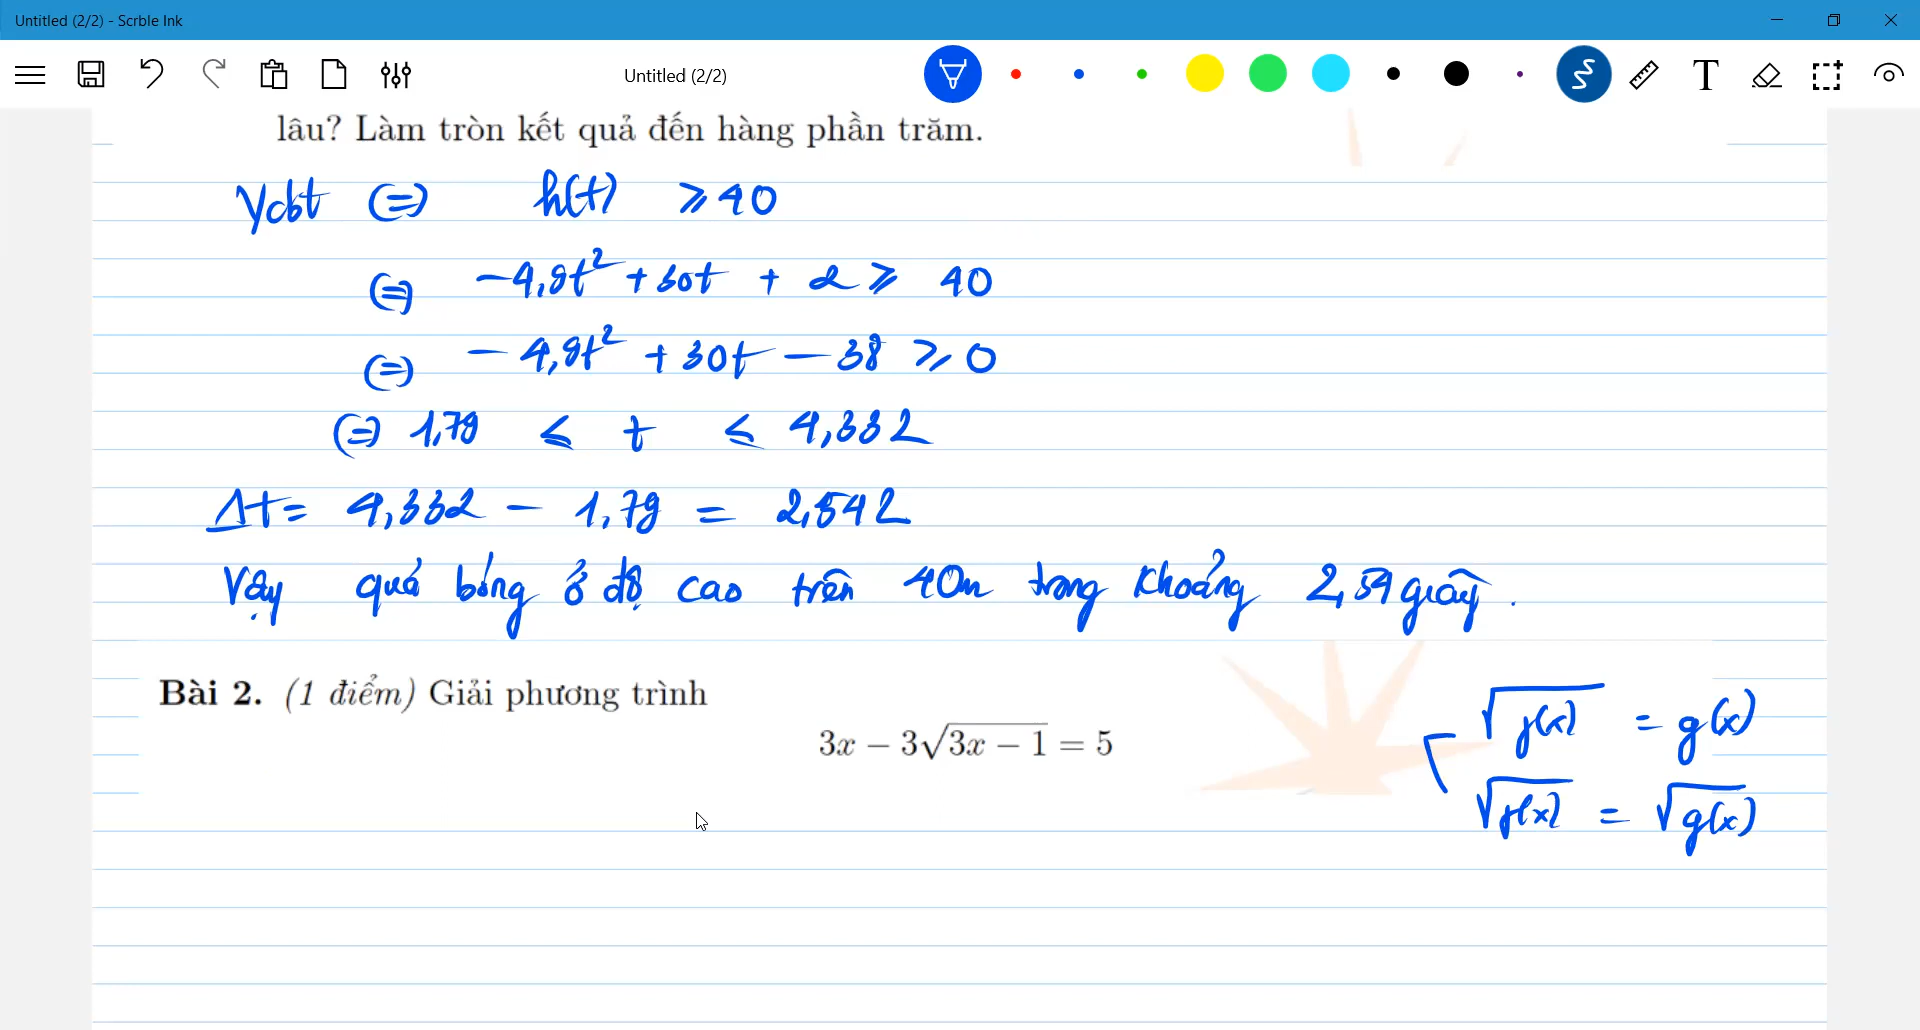 Untitled (2/2) - Scrble Ink
Untitled (2/2)
T
lâu? Làm tròn kết quả đến hàng phần trăm.
Ycbt (=) h(t) ⩾ 40
(=) -4,9t² + 30t + 2 ⩾ 40
(=) - 4,9t² + 30t - 38 ⩾ 0
(=) 1,79 ≤ t ≤ 4,332
Δt = 4,332 - 1,79 = 2,542
Vậy quả bóng ở độ cao trên 40m trong khoảng 2,54 giây.
Bài 2. (1 điểm) Giải phương trình
3x − 3√(3x − 1) = 5
√f(x) = g(x)
√f(x) = √g(x)